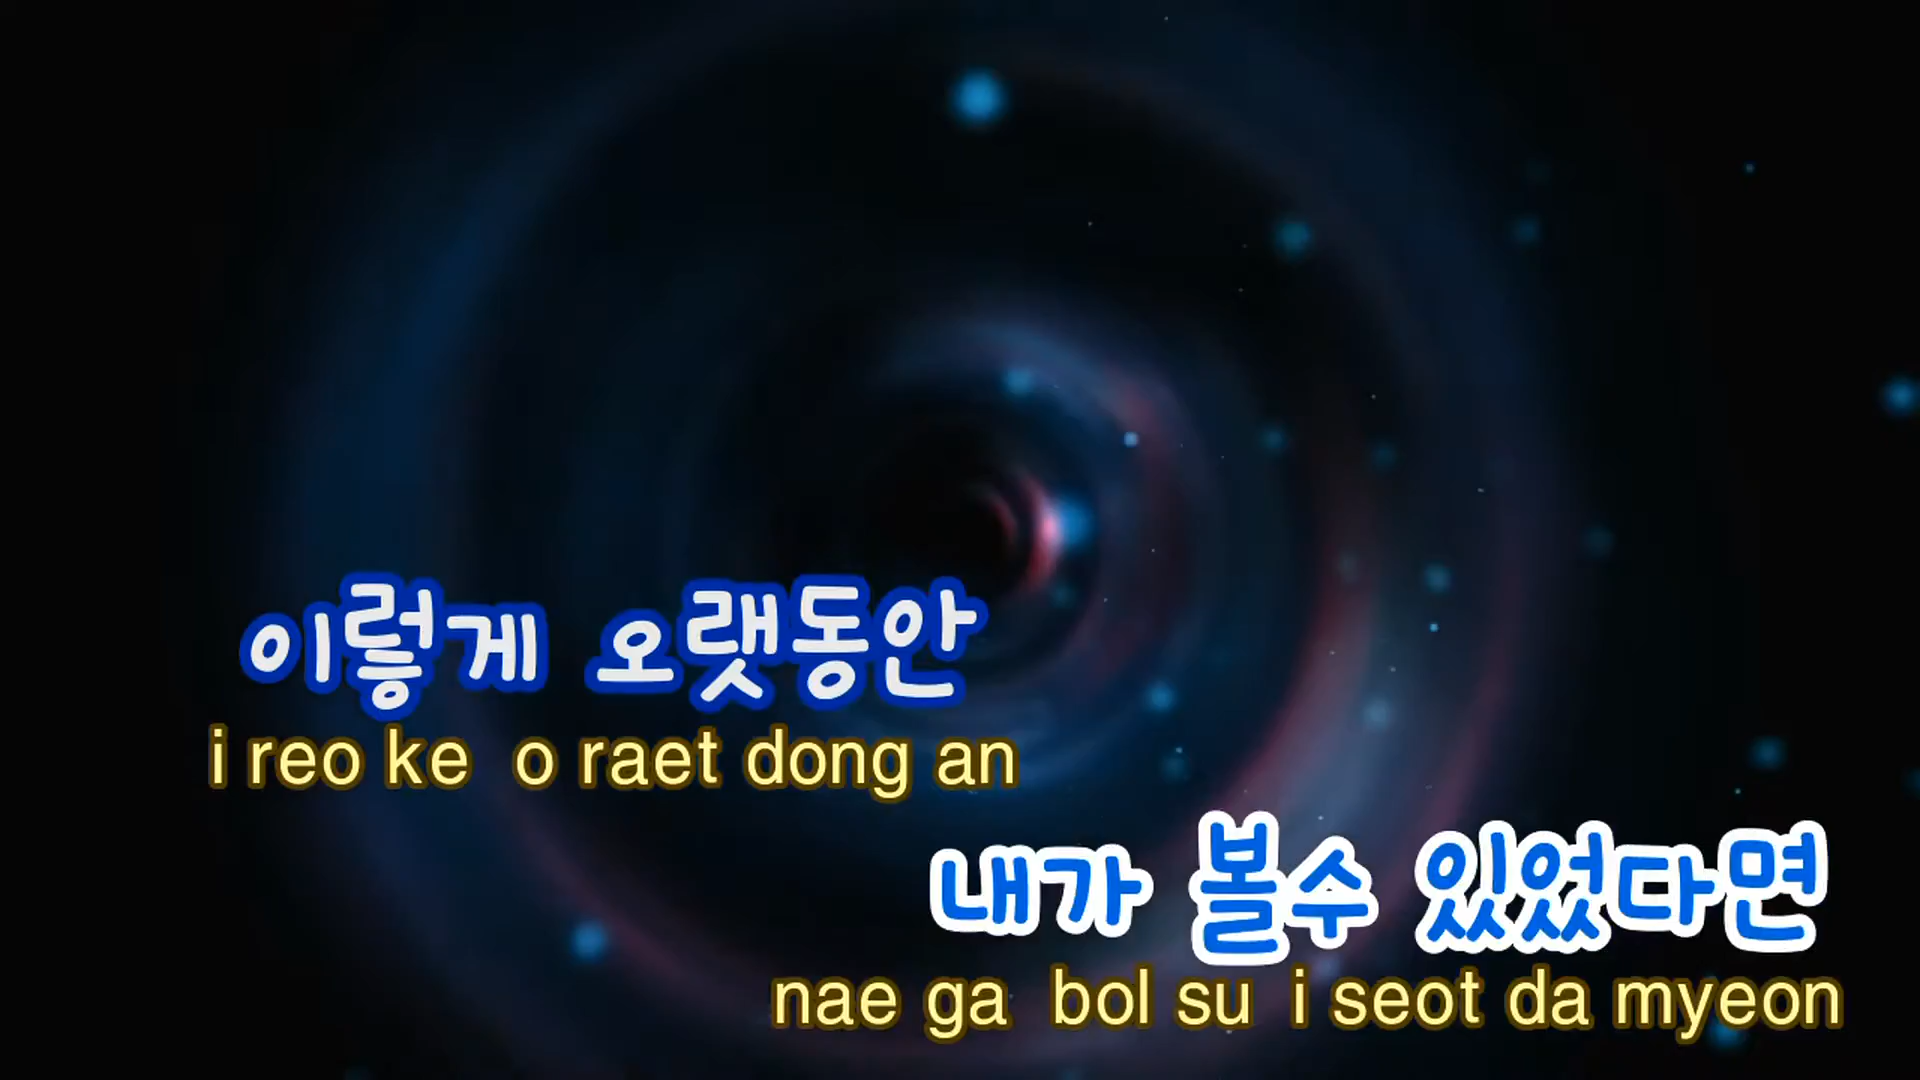 이렇게 오랫동안
i reo ke o raet dong an
내가 볼수 있었다면
nae ga bol su i seot da myeon